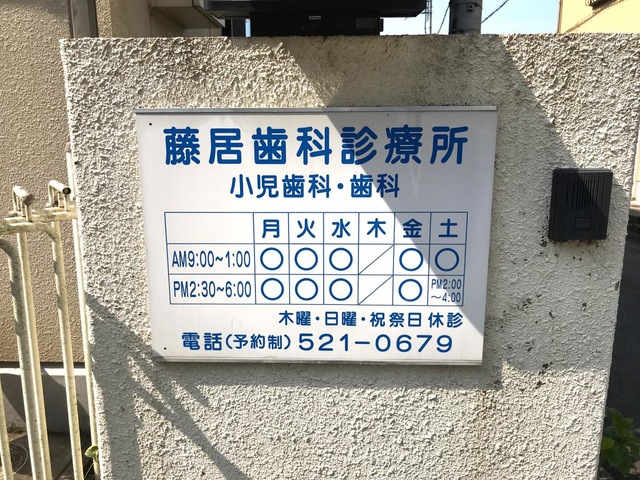 藤居歯科診療所
小児歯科・歯科
月 火 水 木 金 土
AM9:00~1:00 ○ ○ ○ / ○ ○
PM2:30~6:00 ○ ○ ○ / ○ PM2:00~4:00
木曜・日曜・祝祭日休診
電話(予約制)521-0679